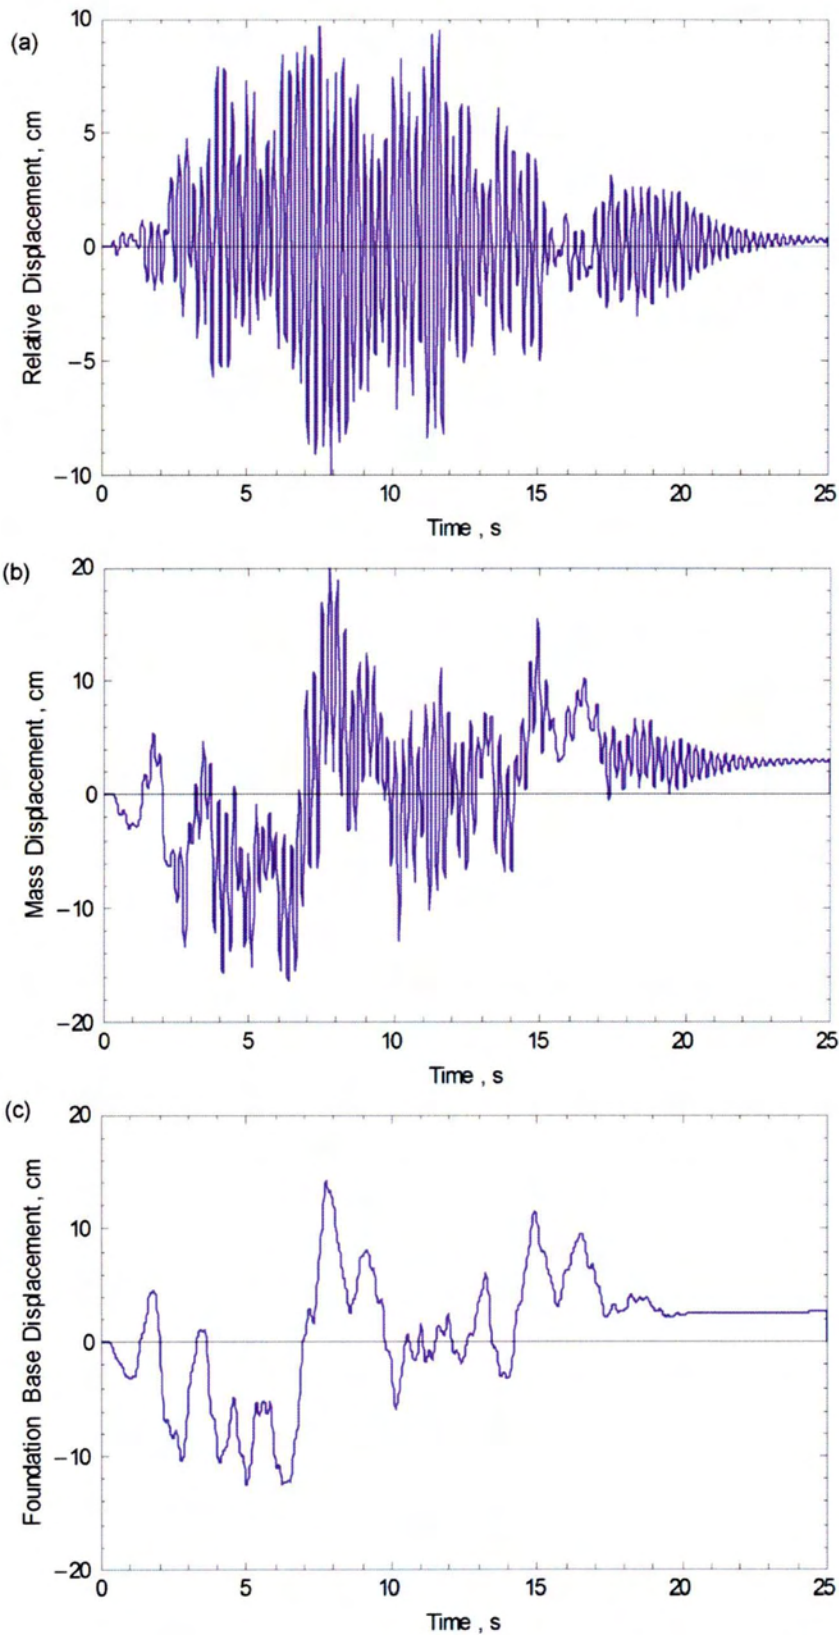 (a)
Relative Displacement , cm
10
5
0
−5
−10
0 5 10 15 20 25
Time , s
(b)
Mass Displacement , cm
20
10
0
−10
−20
0 5 10 15 20 25
Time , s
(c)
Foundation Base Displacement , cm
20
10
0
−10
−20
0 5 10 15 20 25
Time , s